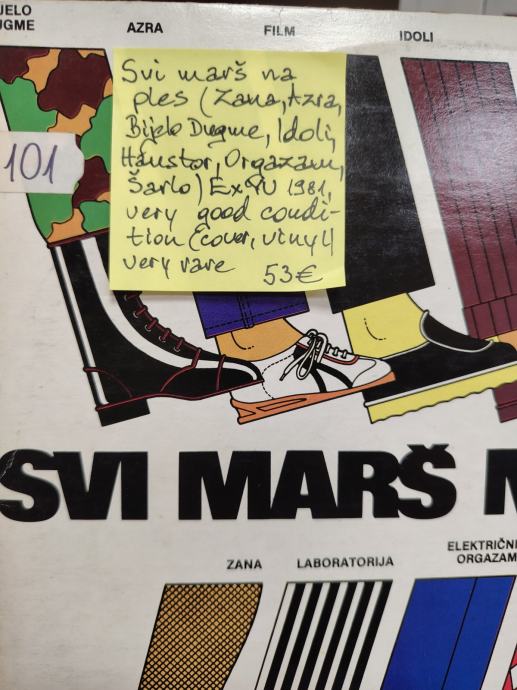 JELO
UGME
AZRA
FILM
IDOLI
Svi marš na
ples (Zana, Azra,
Bijelo Dugme, Idoli,
Haustor, Orgazam,
Šarlo) Ex YU 1981,
very good condi-
tion (cover, vinyl)
very rare 53€
101
SVI MARŠ
ZANA
LABORATORIJA
ELEKTRIČNI
ORGAZAM